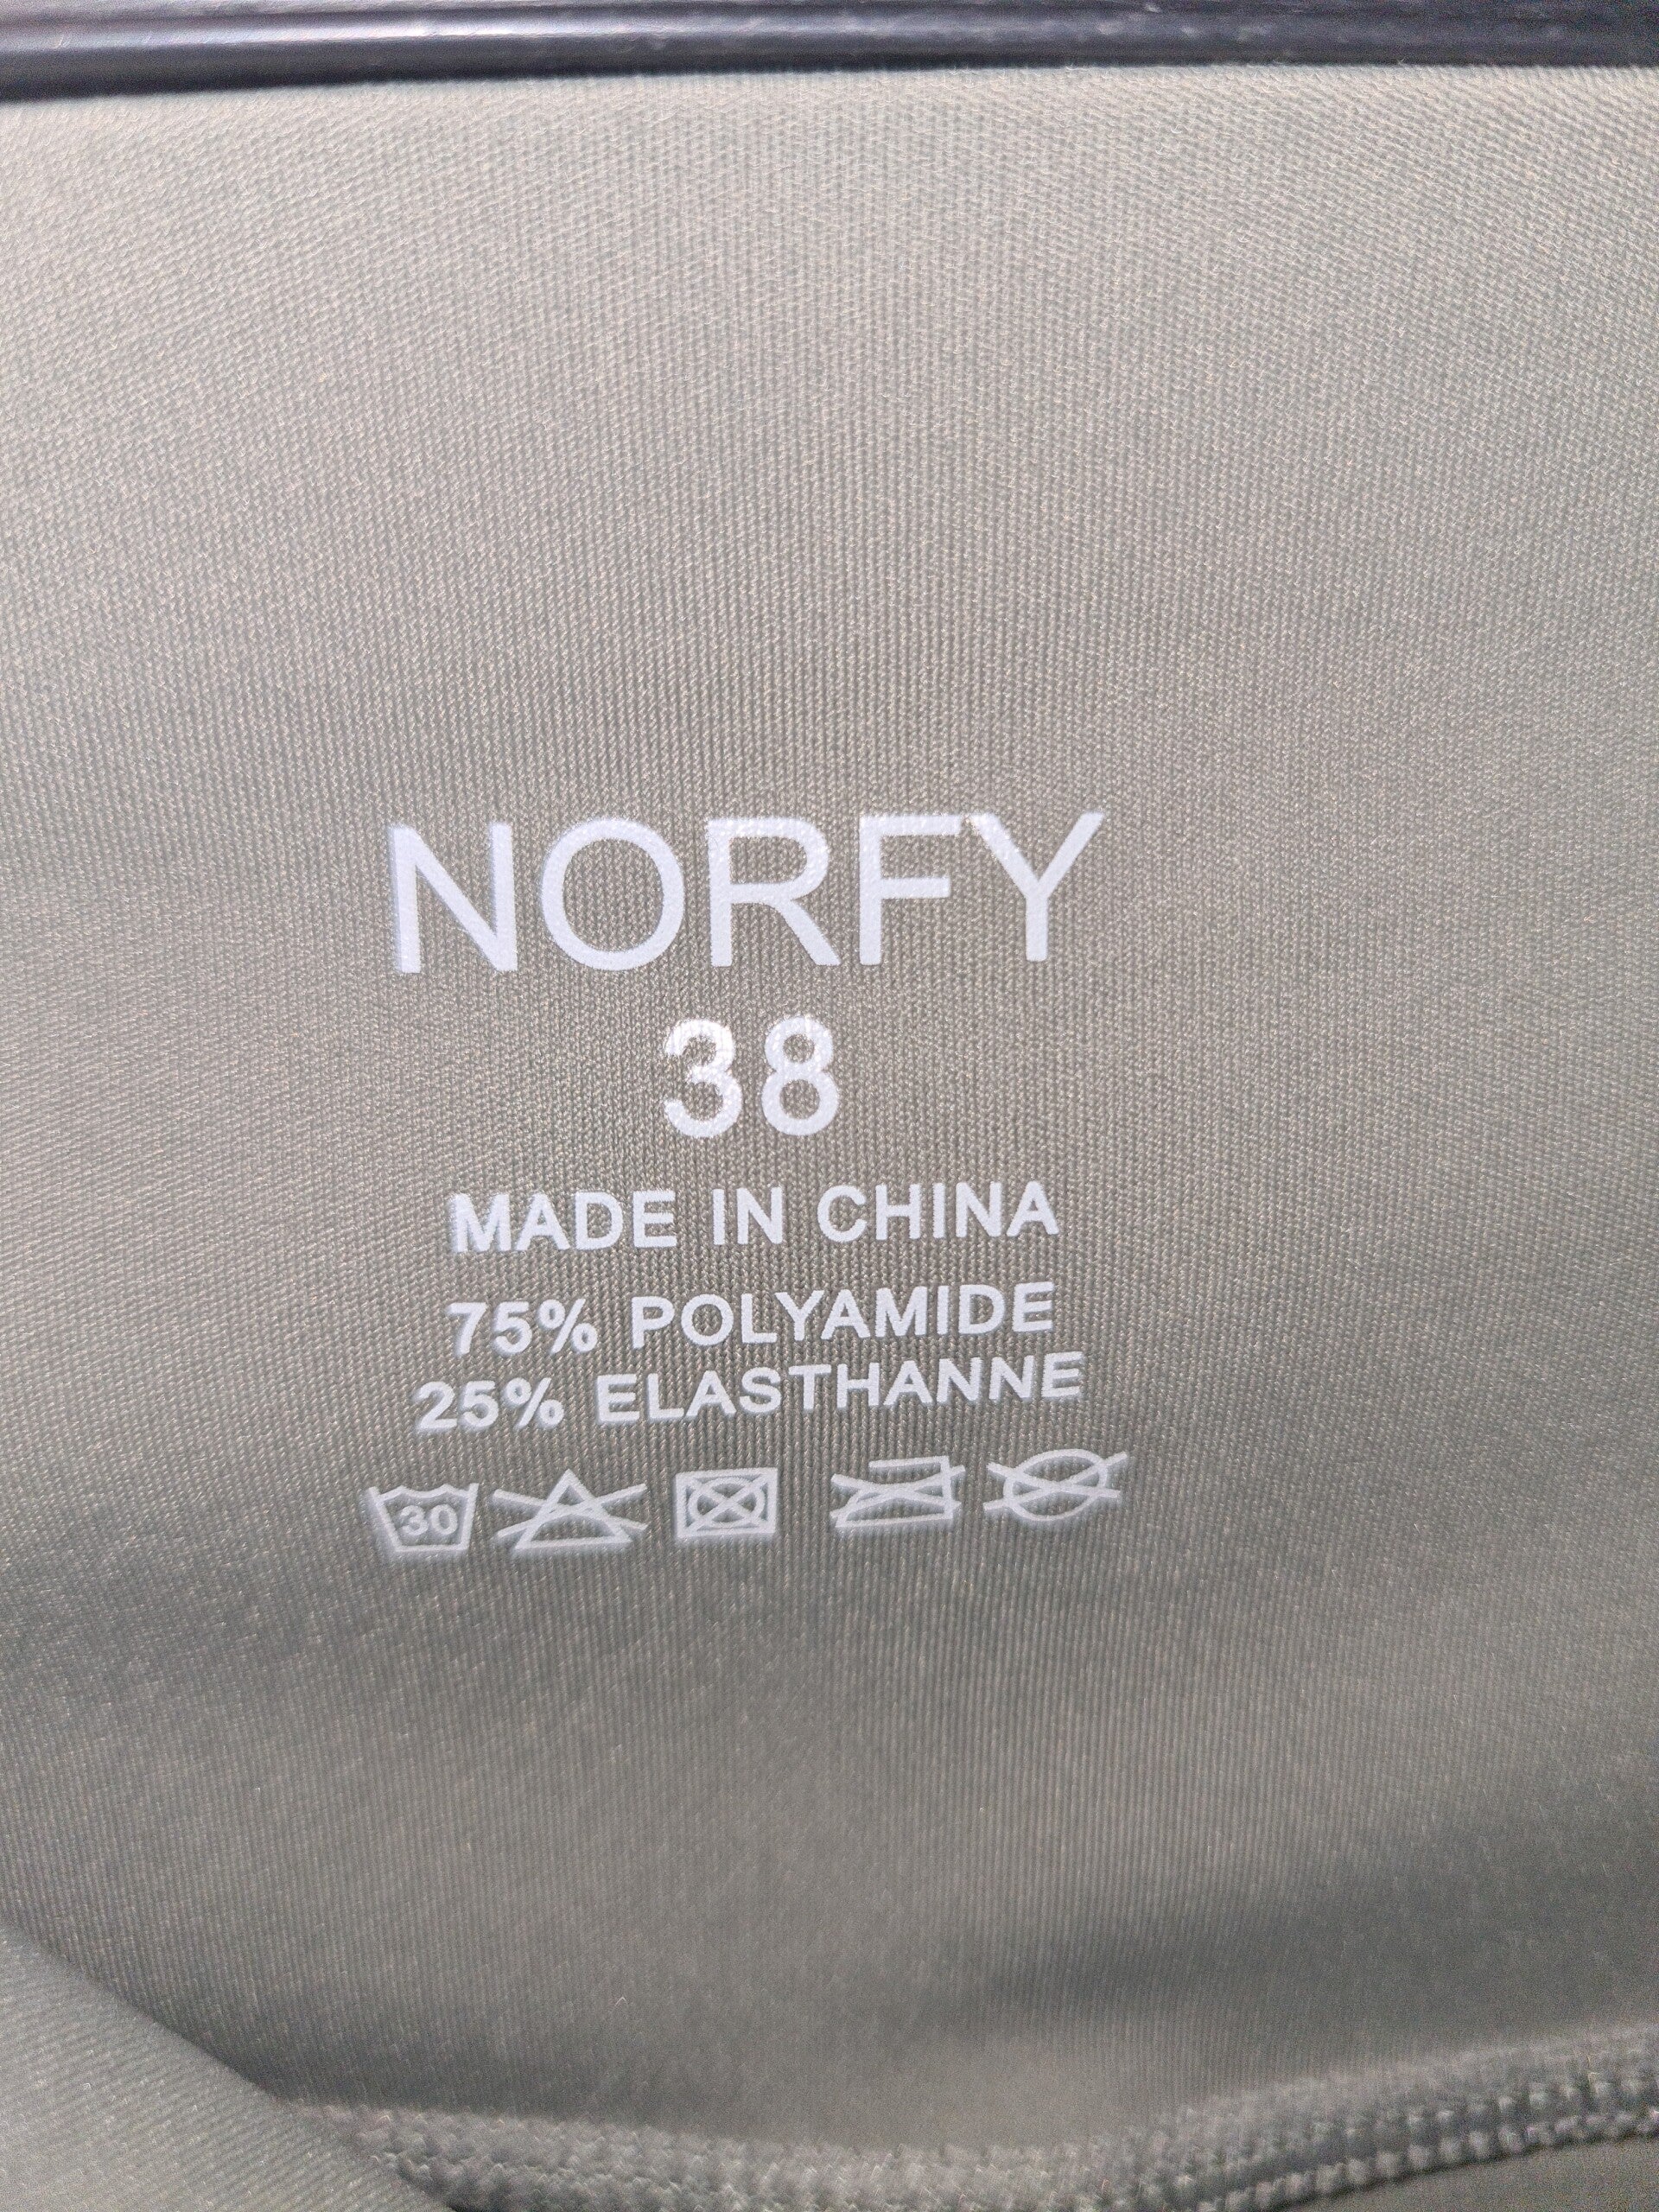 NORFY
38
MADE IN CHINA
75% POLYAMIDE
25% ELASTHANNE
30